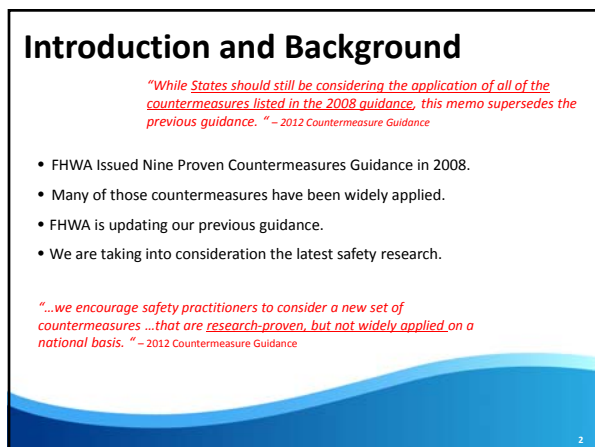 Introduction and Background
“While States should still be considering the application of all of the
countermeasures listed in the 2008 guidance, this memo supersedes the
previous guidance. “ – 2012 Countermeasure Guidance
• FHWA Issued Nine Proven Countermeasures Guidance in 2008.
• Many of those countermeasures have been widely applied.
• FHWA is updating our previous guidance.
• We are taking into consideration the latest safety research.
“…we encourage safety practitioners to consider a new set of
countermeasures …that are research-proven, but not widely applied on a
national basis. “ – 2012 Countermeasure Guidance
2